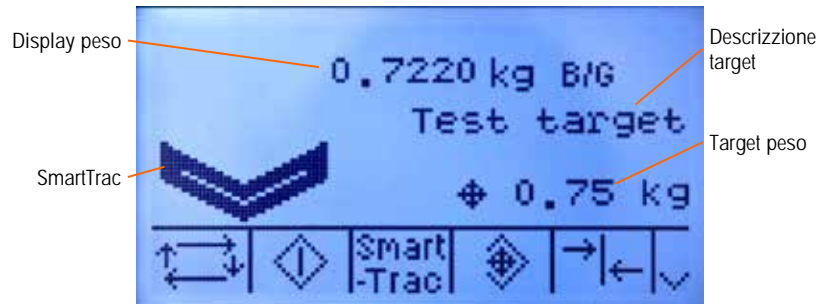 Display peso
0.7220 kg B/G
Descrizzione
target
Test target
Target peso
SmartTrac
0.75 kg
Smart
-Trac